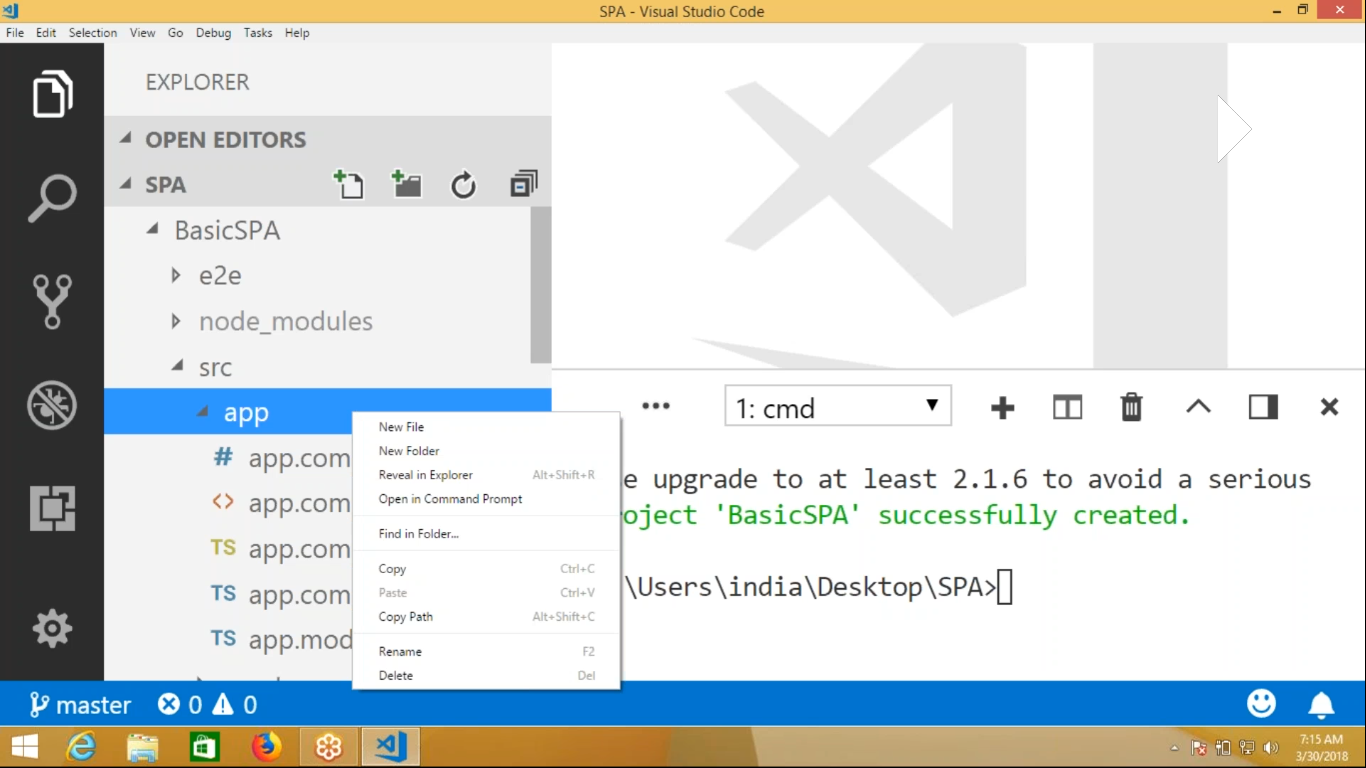 SPA - Visual Studio Code
File Edit Selection View Go Debug Tasks Help
EXPLORER
OPEN EDITORS
SPA
BasicSPA
e2e
node_modules
src
app
# app.com
<> app.com
TS app.com
TS app.com
TS app.mod
New File
New Folder
Reveal in Explorer Alt+Shift+R
Open in Command Prompt
Find in Folder...
Copy Ctrl+C
Paste Ctrl+V
Copy Path Alt+Shift+C
Rename F2
Delete Del
1: cmd
e upgrade to at least 2.1.6 to avoid a serious
oject 'BasicSPA' successfully created.
\Users\india\Desktop\SPA>
master 0 0
7:15 AM
3/30/2018